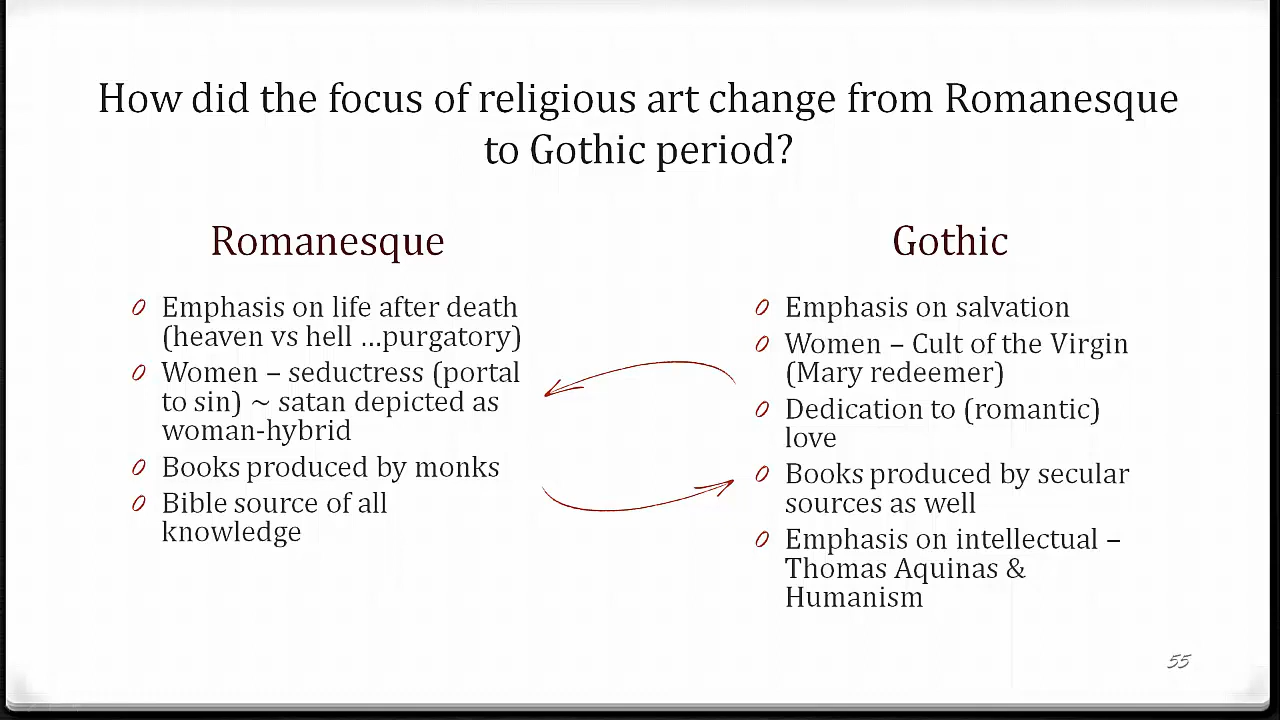 How did the focus of religious art change from Romanesque
to Gothic period?
Romanesque
Emphasis on life after death
(heaven vs hell ...purgatory)
Women – seductress (portal
to sin) ~ satan depicted as
woman-hybrid
Books produced by monks
Bible source of all
knowledge
Gothic
Emphasis on salvation
Women – Cult of the Virgin
(Mary redeemer)
Dedication to (romantic)
love
Books produced by secular
sources as well
Emphasis on intellectual –
Thomas Aquinas &
Humanism
55